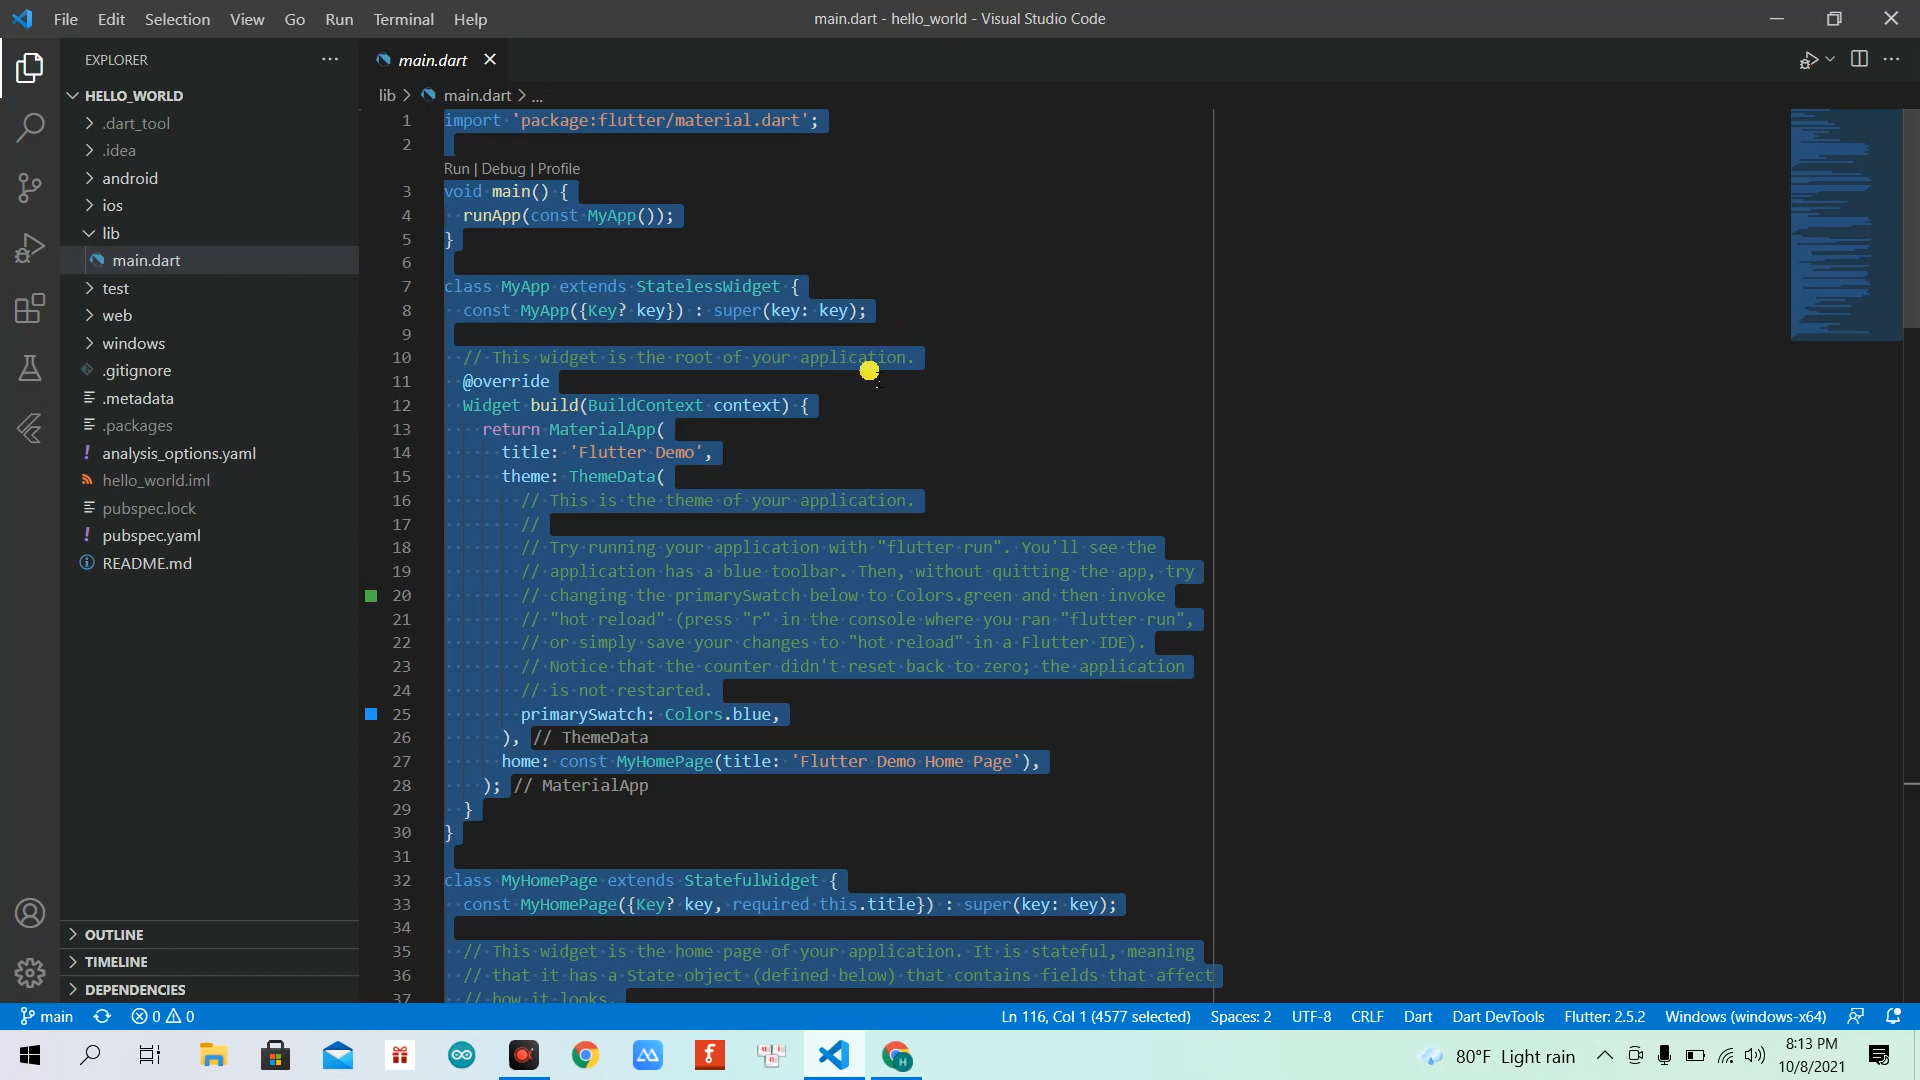 File Edit Selection View Go Run Terminal Help
main.dart - hello_world - Visual Studio Code
EXPLORER
HELLO_WORLD
.dart_tool
.idea
android
ios
lib
main.dart
test
web
windows
.gitignore
.metadata
.packages
analysis_options.yaml
hello_world.iml
pubspec.lock
pubspec.yaml
README.md
OUTLINE
TIMELINE
DEPENDENCIES
main.dart
lib > main.dart > ...
1 import 'package:flutter/material.dart';
2
Run | Debug | Profile
3 void main() {
4 runApp(const MyApp());
5 }
6
7 class MyApp extends StatelessWidget {
8 const MyApp({Key? key}) : super(key: key);
9
10 // This widget is the root of your application.
11 @override
12 Widget build(BuildContext context) {
13 return MaterialApp(
14 title: 'Flutter Demo',
15 theme: ThemeData(
16 // This is the theme of your application.
17 //
18 // Try running your application with "flutter run". You'll see the
19 // application has a blue toolbar. Then, without quitting the app, try
20 // changing the primarySwatch below to Colors.green and then invoke
21 // "hot reload" (press "r" in the console where you ran "flutter run",
22 // or simply save your changes to "hot reload" in a Flutter IDE).
23 // Notice that the counter didn't reset back to zero; the application
24 // is not restarted.
25 primarySwatch: Colors.blue,
26 ), // ThemeData
27 home: const MyHomePage(title: 'Flutter Demo Home Page'),
28 ); // MaterialApp
29 }
30 }
31
32 class MyHomePage extends StatefulWidget {
33 const MyHomePage({Key? key, required this.title}) : super(key: key);
34
35 // This widget is the home page of your application. It is stateful, meaning
36 // that it has a State object (defined below) that contains fields that affect
37 // how it looks.
main 0 0 Ln 116, Col 1 (4577 selected) Spaces: 2 UTF-8 CRLF Dart Dart DevTools Flutter: 2.5.2 Windows (windows-x64)
80°F Light rain
8:13 PM
10/8/2021